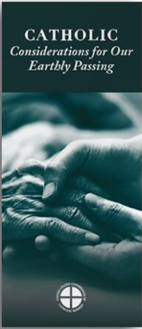 CATHOLIC
Considerations for Our
Earthly Passing